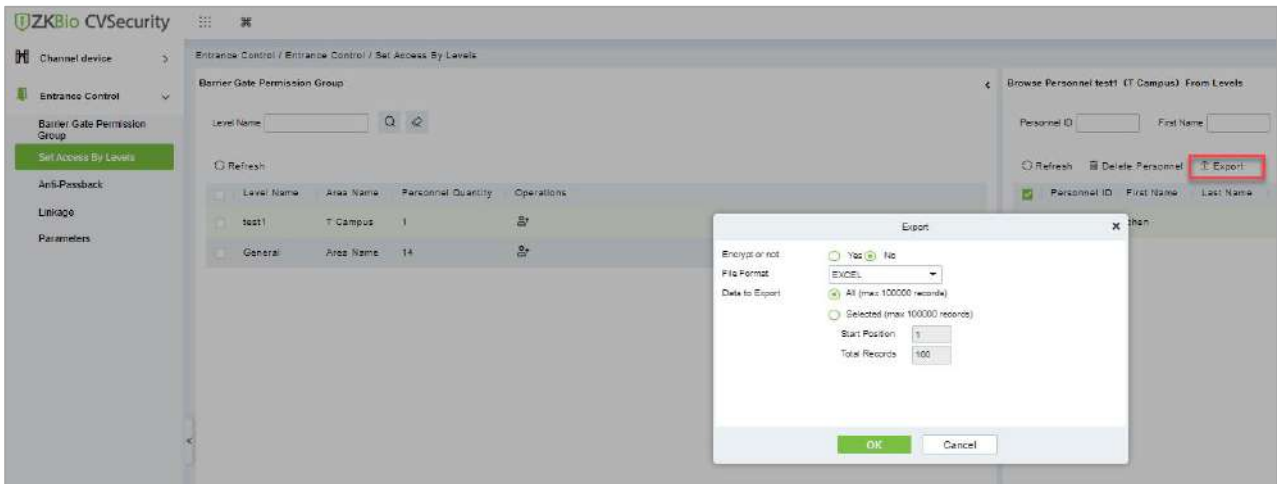 ZKBio CVSecurity
Channel device
Entrance Control
Barrier Gate Permission
Group
Set Access By Levels
Anti-Passback
Linkage
Parameters
Entrance Control / Entrance Control / Set Access By Levels
Barrier Gate Permission Group
Level Name
Refresh
Level Name Area Name Personnel Quantity Operations
test1 T Campus 1
General Area Name 14
Browse Personnel test1 (T Campus) From Levels
Personnel ID First Name
Refresh Delete Personnel Export
Personnel ID First Name Last Name
Export
Encrypt or not Yes No
File Format EXCEL
Data to Export All (max 100000 records)
Selected (max 100000 records)
Start Position 1
Total Records 100
OK Cancel